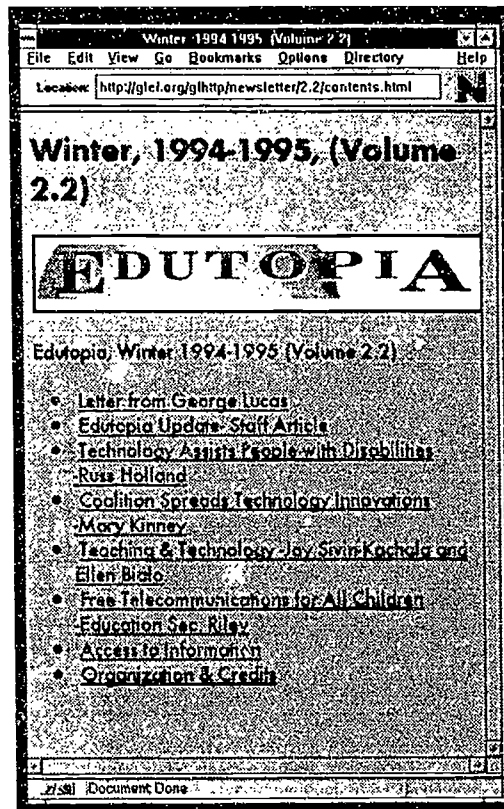 Winter 1994-1995 (Volume 2.2)
File Edit View Go Bookmarks Options Directory Help
Location: http://glef.org/glhttp/newsletter/2.2/contents.html
N
Winter, 1994-1995, (Volume
2.2)
EDUTOPIA
Edutopia, Winter 1994-1995 (Volume 2.2)
• Letter from George Lucas
• Edutopia Update- Staff Article
• Technology Assists People with Disabilities
-Russ Holland
• Coalition Spreads Technology Innovations
-Mary Kinney
• Teaching & Technology -Jay Sivin-Kachala and
Ellen Bialo
• Free Telecommunications for All Children
Education Sec. Riley
• Access to Information
• Organization & Credits
Document Done